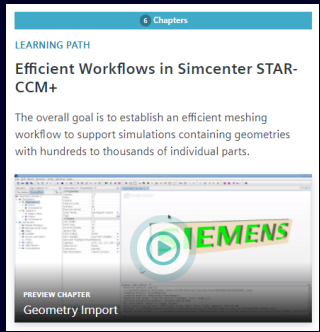 6 Chapters
LEARNING PATH
Efficient Workflows in Simcenter STAR-
CCM+
The overall goal is to establish an efficient meshing
workflow to support simulations containing geometries
with hundreds to thousands of individual parts.
SIEMENS
PREVIEW CHAPTER
Geometry Import